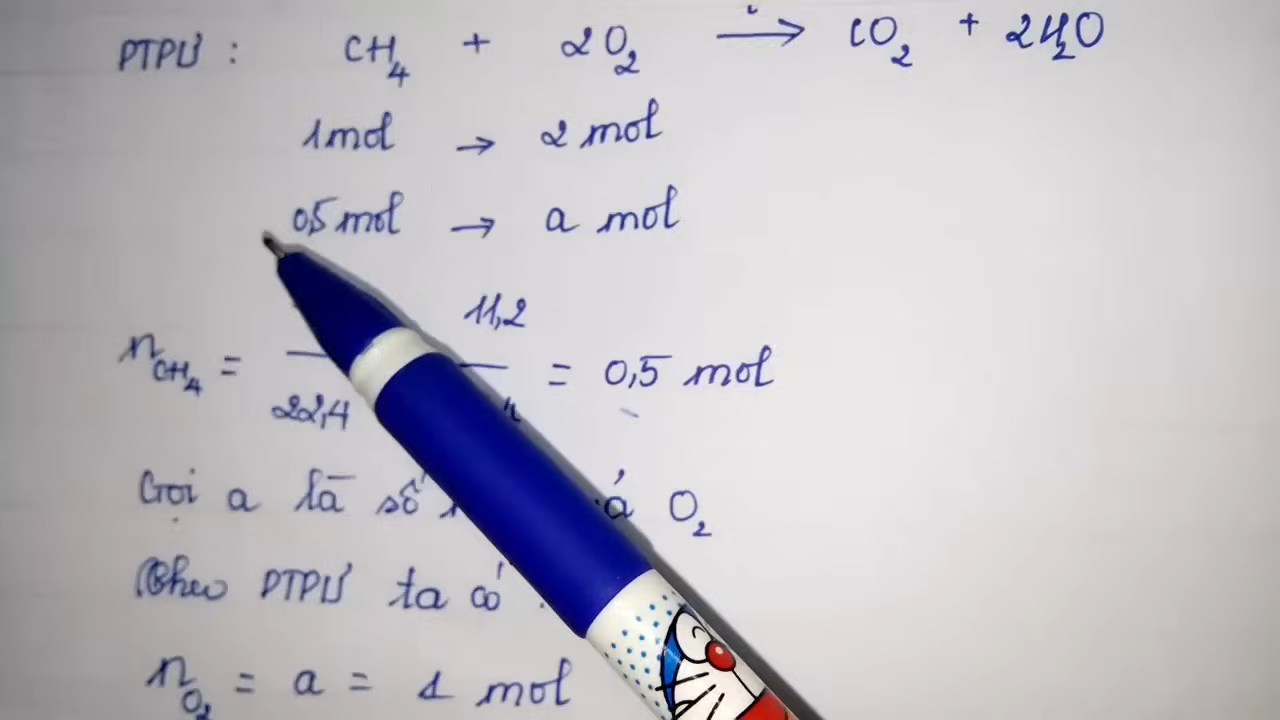 PTPƯ : CH4 + 2O2 → CO2 + 2H2O
1mol → 2 mol
0,5 mol → a mol
nCH4 = 22,4 11,2 = 0,5 mol
Gọi a là số O2
Theo PTPƯ ta có
nO2 = a = 1 mol